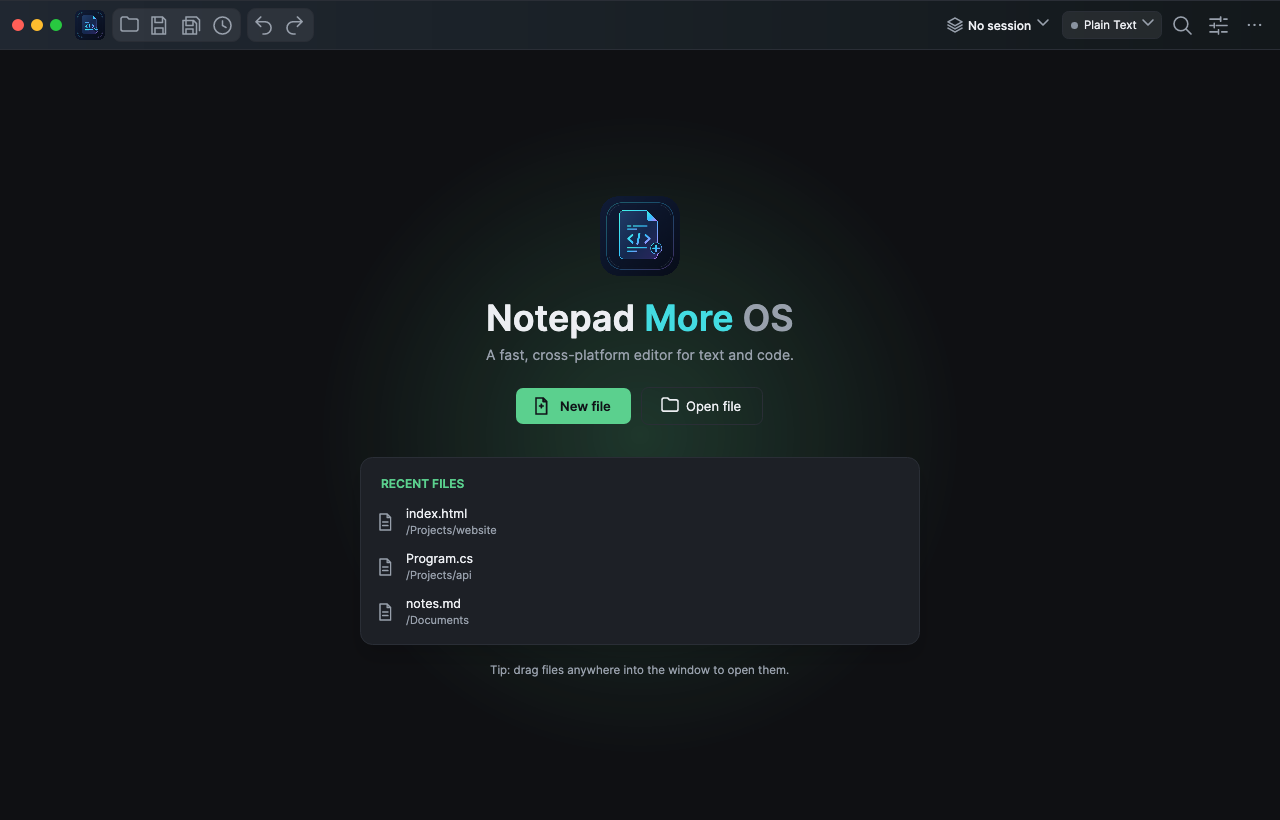 No session
Plain Text
Notepad More OS
A fast, cross-platform editor for text and code.
New file
Open file
RECENT FILES
index.html
/Projects/website
Program.cs
/Projects/api
notes.md
/Documents
Tip: drag files anywhere into the window to open them.